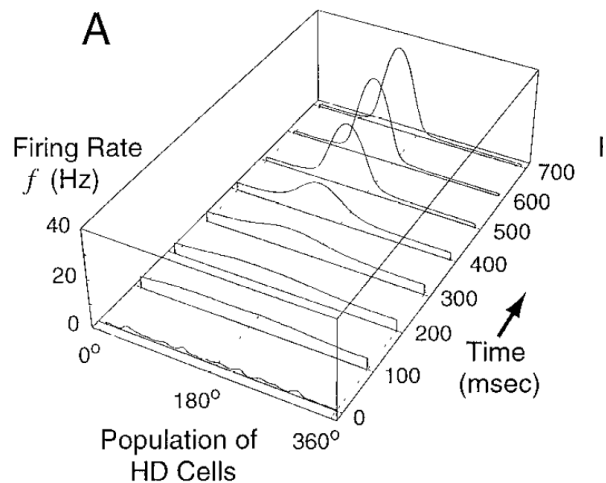 A
Firing Rate
f (Hz)
40
20
0
0°
180°
360°
Population of
HD Cells
0
100
200
300
400
500
600
700
Time
(msec)
F